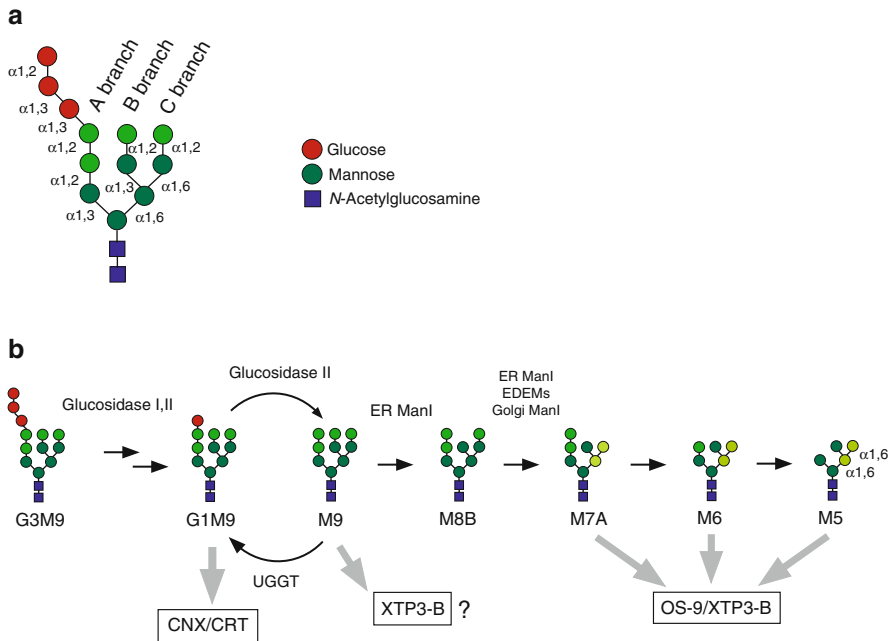 a
A branch
B branch
C branch
α1,2
α1,3
α1,3
α1,2
α1,2
α1,2
α1,2
α1,3
α1,6
α1,3
α1,6
Glucose
Mannose
N-Acetylglucosamine
b
Glucosidase I,II
Glucosidase II
ER ManI
ER ManI
EDEMs
Golgi ManI
α1,6
α1,6
G3M9
G1M9
M9
M8B
M7A
M6
M5
UGGT
CNX/CRT
XTP3-B ?
OS-9/XTP3-B